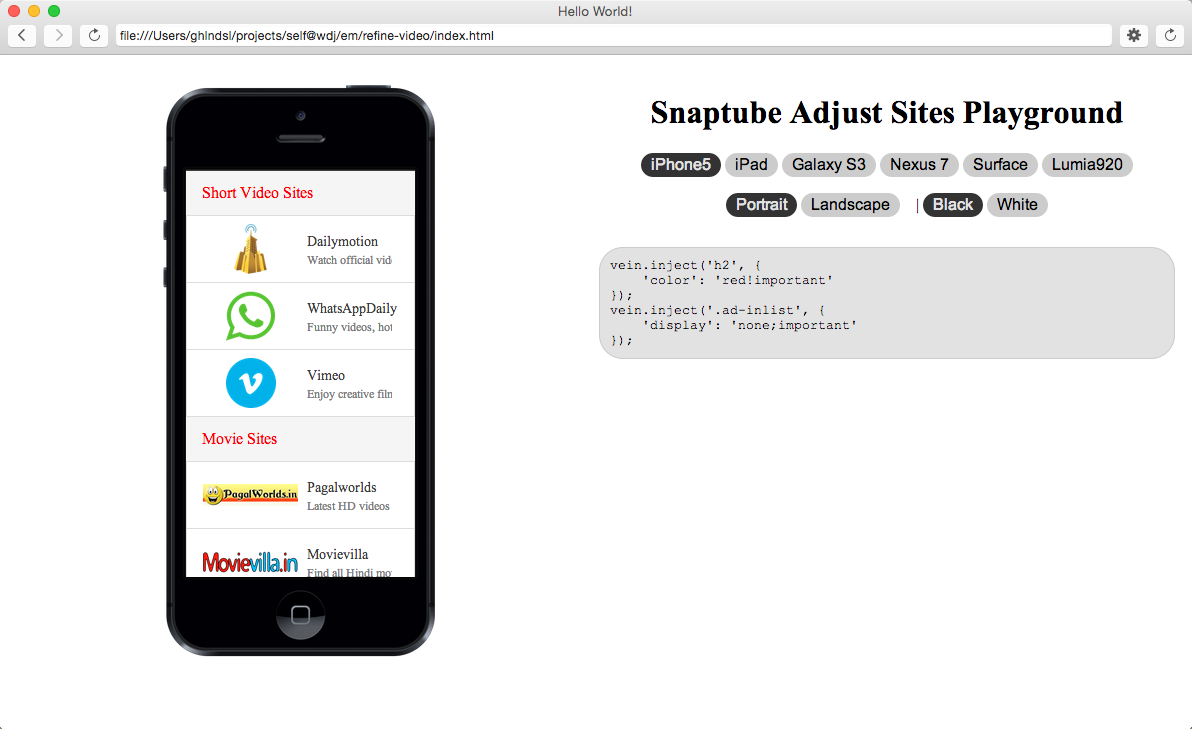 Hello World!
file:///Users/ghlndsl/projects/self@wdj/em/refine-video/index.html
Short Video Sites
Dailymotion
Watch official vid
WhatsAppDaily
Funny videos, hot
Vimeo
Enjoy creative film
Movie Sites
PagalWorlds.in
Pagalworlds
Latest HD videos
Movievilla.in
Movievilla
Find all Hindi mo
Snaptube Adjust Sites Playground
iPhone5 iPad Galaxy S3 Nexus 7 Surface Lumia920
Portrait Landscape | Black White
vein.inject('h2', {
    'color': 'red!important'
});
vein.inject('.ad-inlist', {
    'display': 'none;important'
});